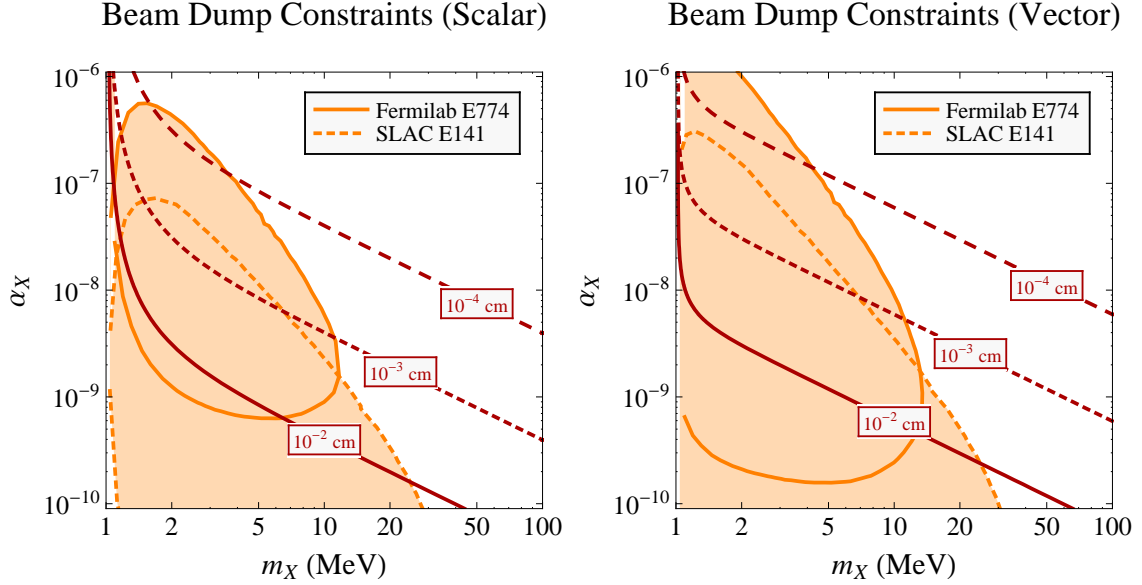 Beam Dump Constraints (Scalar)
10⁻⁶
10⁻⁷
10⁻⁸
10⁻⁹
10⁻¹⁰
α_X
Fermilab E774
SLAC E141
10⁻⁴ cm
10⁻³ cm
10⁻² cm
1 2 5 10 20 50 100
m_X (MeV)
Beam Dump Constraints (Vector)
10⁻⁶
10⁻⁷
10⁻⁸
10⁻⁹
10⁻¹⁰
α_X
Fermilab E774
SLAC E141
10⁻⁴ cm
10⁻³ cm
10⁻² cm
1 2 5 10 20 50 100
m_X (MeV)